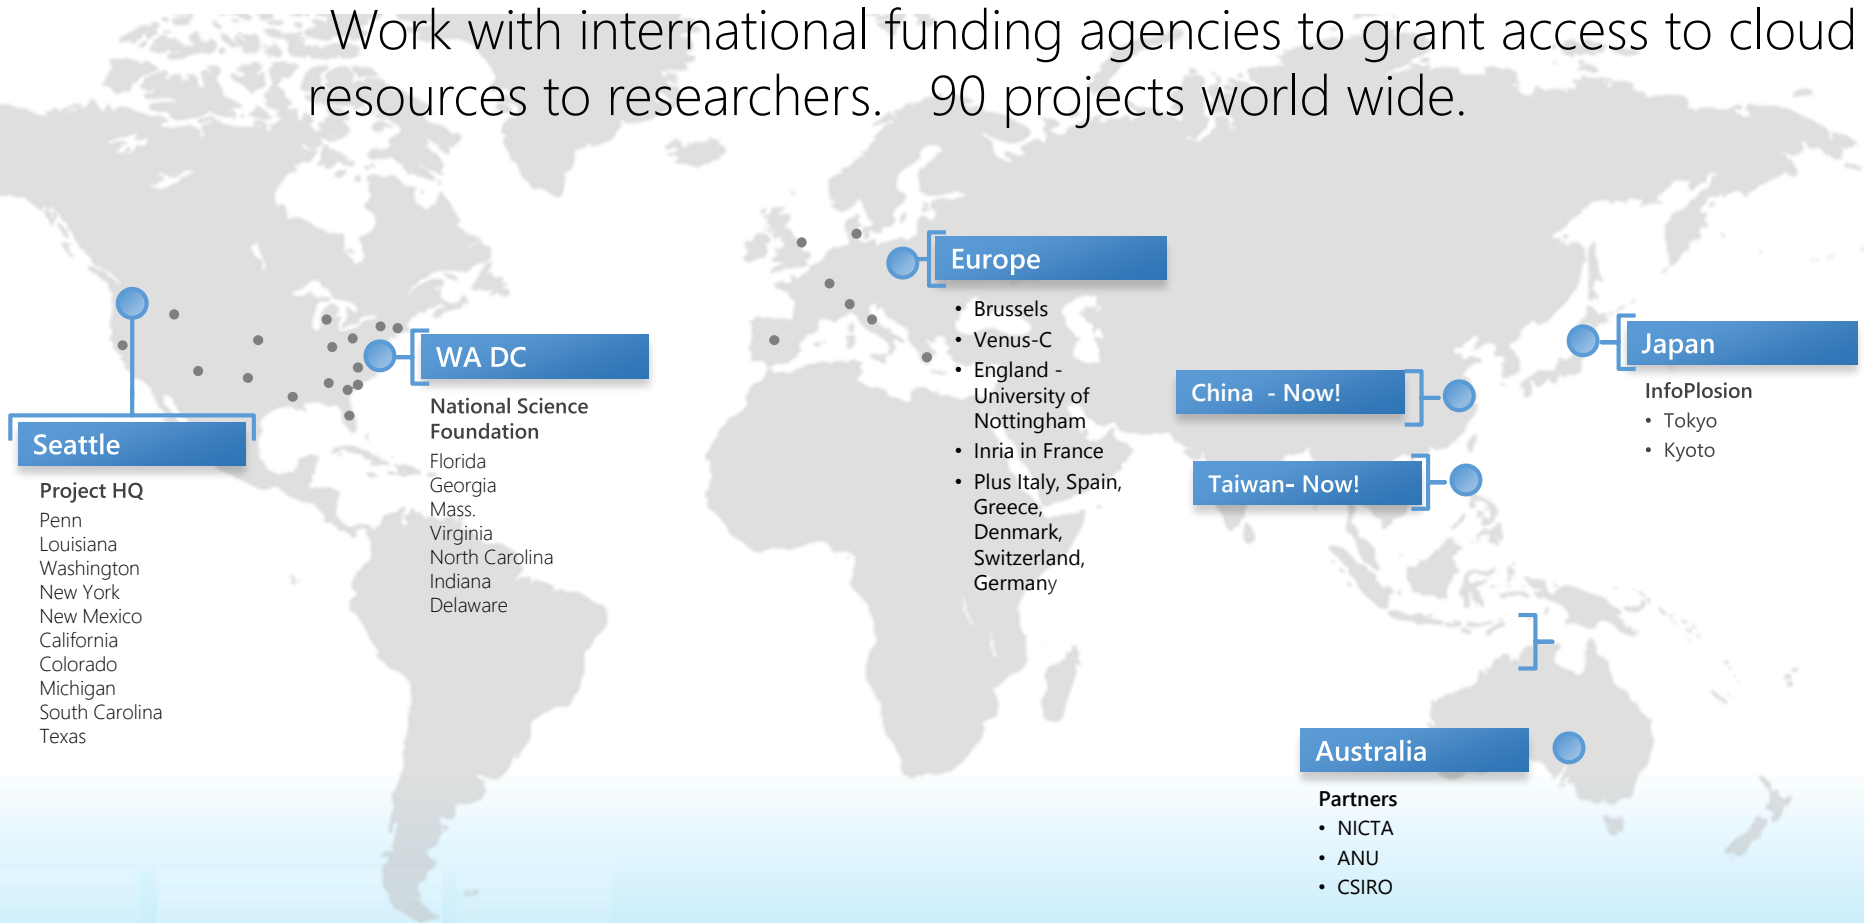 Work with international funding agencies to grant access to cloud
resources to researchers.   90 projects world wide.
Seattle
Project HQ
Penn
Louisiana
Washington
New York
New Mexico
California
Colorado
Michigan
South Carolina
Texas
WA DC
National Science
Foundation
Florida
Georgia
Mass.
Virginia
North Carolina
Indiana
Delaware
Europe
• Brussels
• Venus-C
• England -
University of
Nottingham
• Inria in France
• Plus Italy, Spain,
Greece,
Denmark,
Switzerland,
Germany
China  - Now!
Taiwan- Now!
Japan
InfoPlosion
• Tokyo
• Kyoto
Australia
Partners
• NICTA
• ANU
• CSIRO